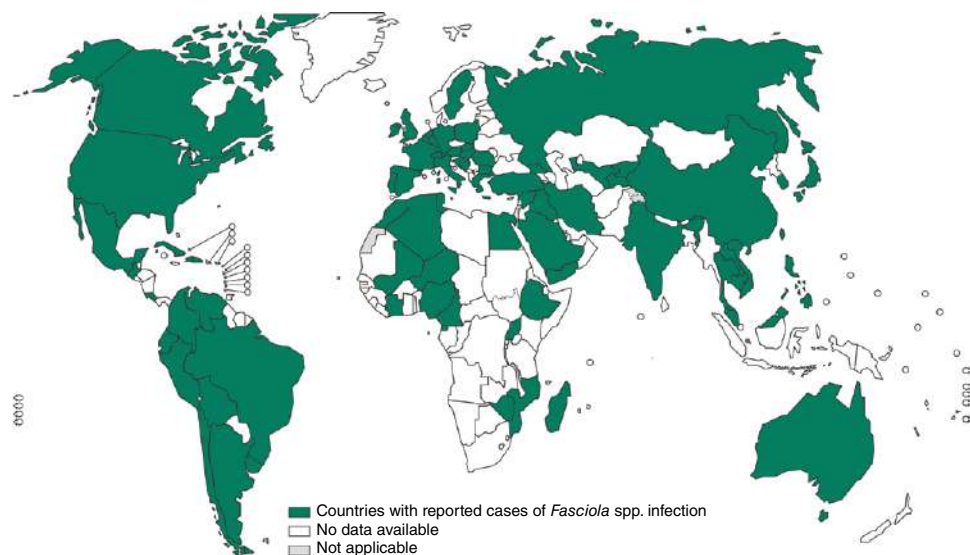 Countries with reported cases of Fasciola spp. infection
No data available
Not applicable